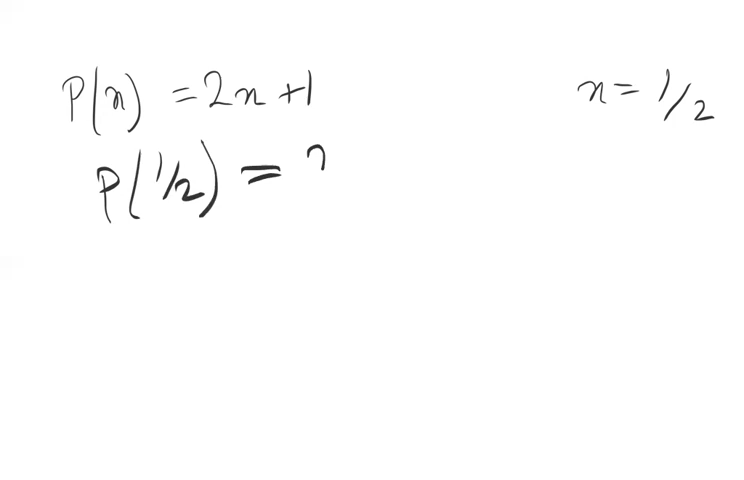 P(x) = 2x + 1
x = 1/2
P(1/2) = ?